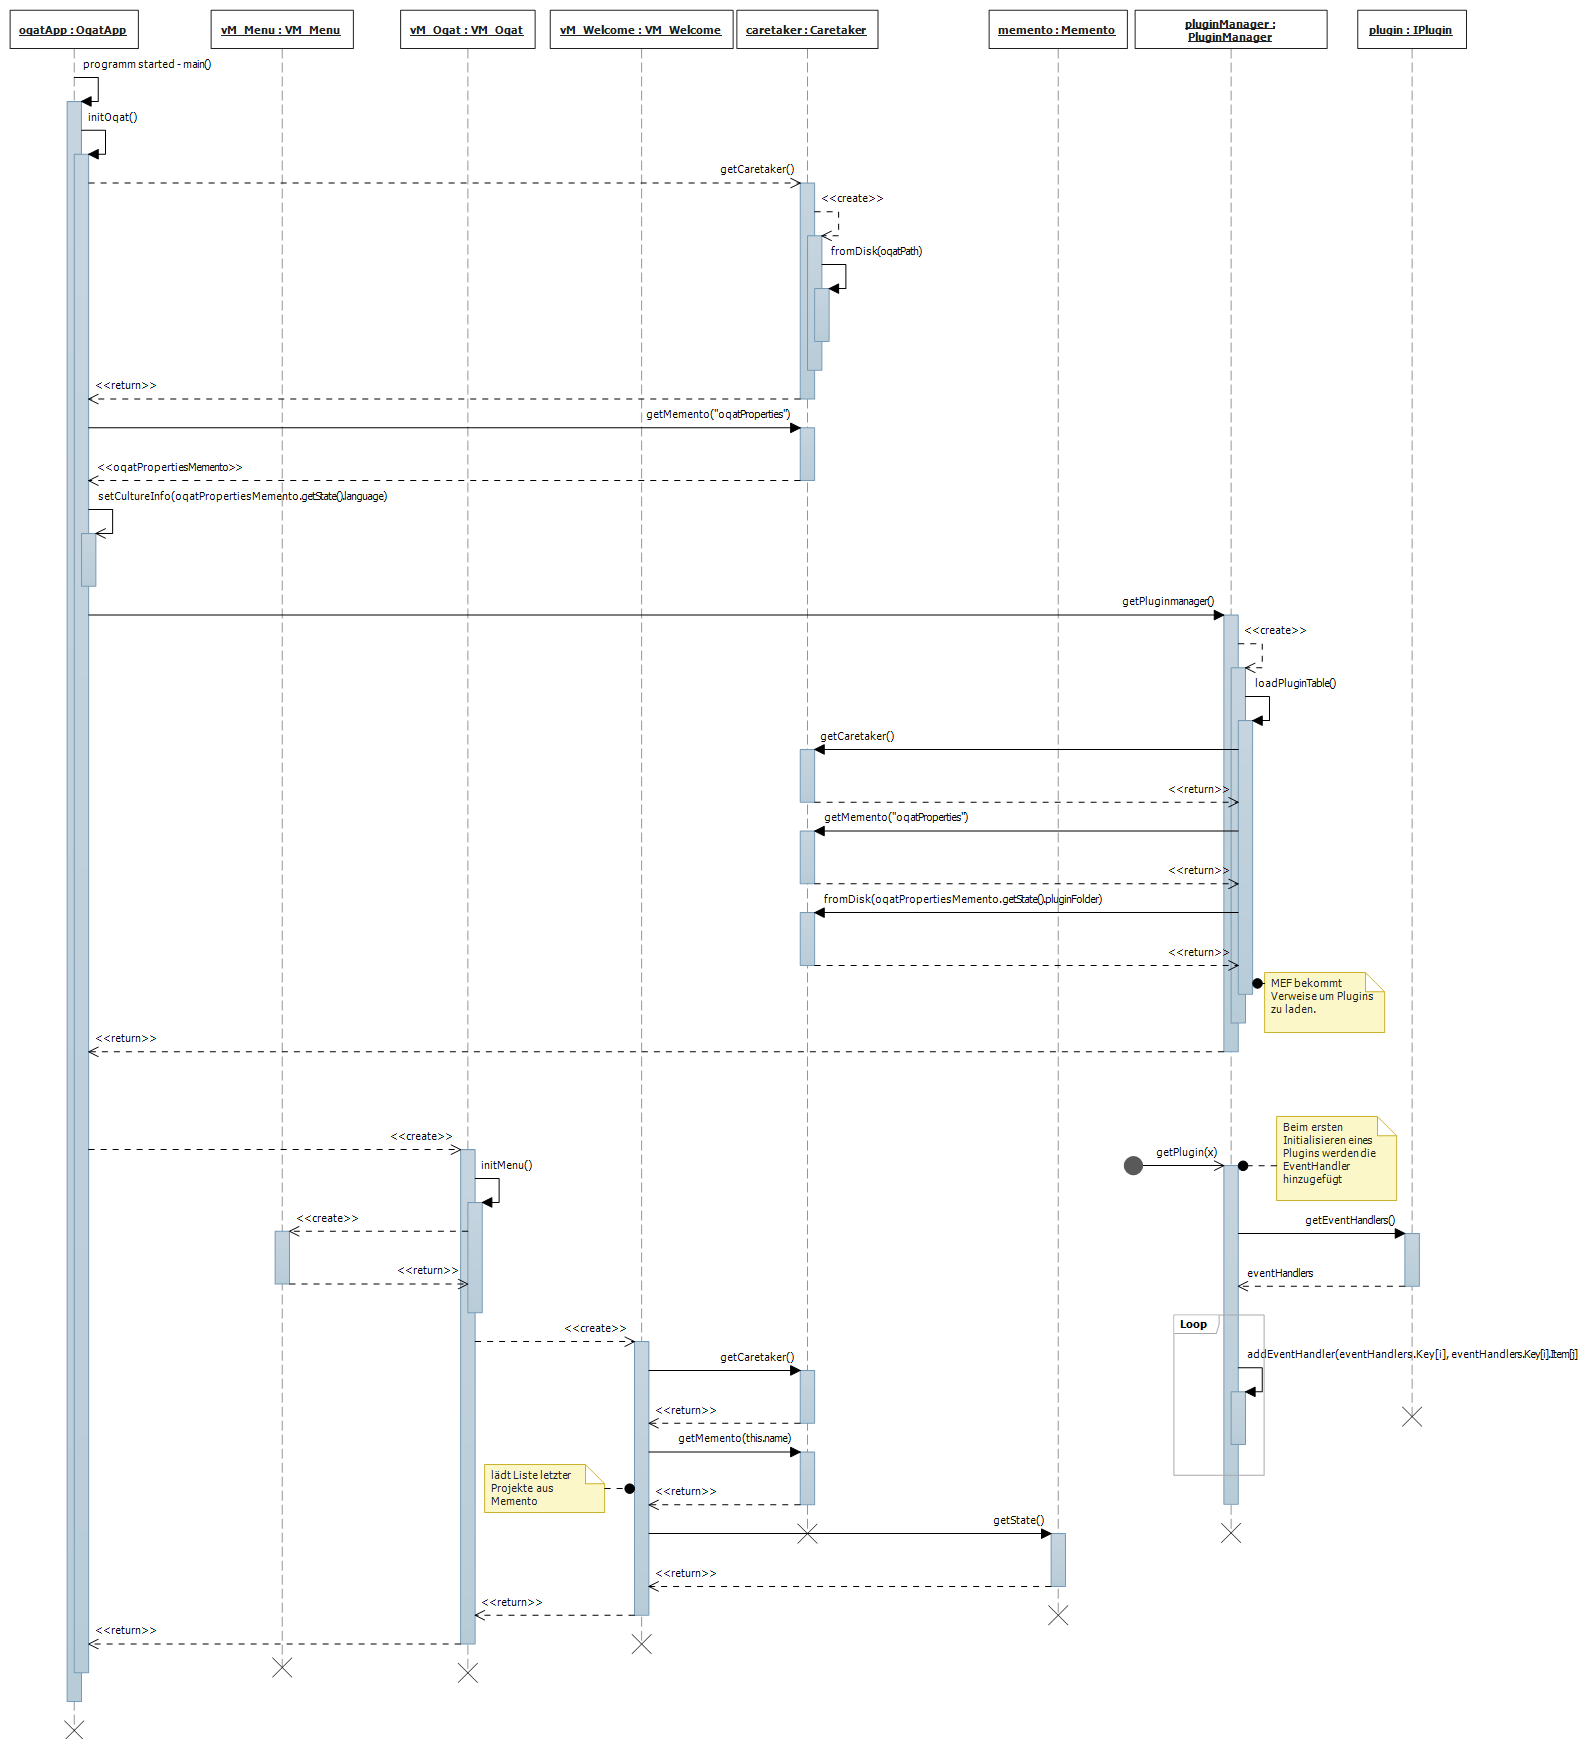 oqatApp : OqatApp
vM_Menu : VM_Menu
vM_Oqat : VM_Oqat
vM_Welcome : VM_Welcome
caretaker : Caretaker
memento : Memento
pluginManager :
PluginManager
plugin : IPlugin
programm started - main()
initOqat()
getCaretaker()
<<create>>
fromDisk(oqatPath)
<<return>>
getMemento("oqatProperties")
<<oqatPropertiesMemento>>
setCultureInfo(oqatPropertiesMemento.getState().language)
getPluginmanager()
<<create>>
loadPluginTable()
getCaretaker()
<<return>>
getMemento("oqatProperties")
<<return>>
fromDisk(oqatPropertiesMemento.getState().pluginFolder)
<<return>>
MEF bekommt
Verweise um Plugins
zu laden.
<<return>>
<<create>>
Beim ersten
Initialisieren eines
Plugins werden die
EventHandler
hinzugefügt
getPlugin(x)
initMenu()
<<create>>
getEventHandlers()
<<return>>
eventHandlers
<<create>>
Loop
getCaretaker()
addEventHandler(eventHandlers.Key[i], eventHandlers.Key[i].Item[j]
<<return>>
getMemento(this.name)
lädt Liste letzter
Projekte aus
Memento
<<return>>
getState()
<<return>>
<<return>>
<<return>>